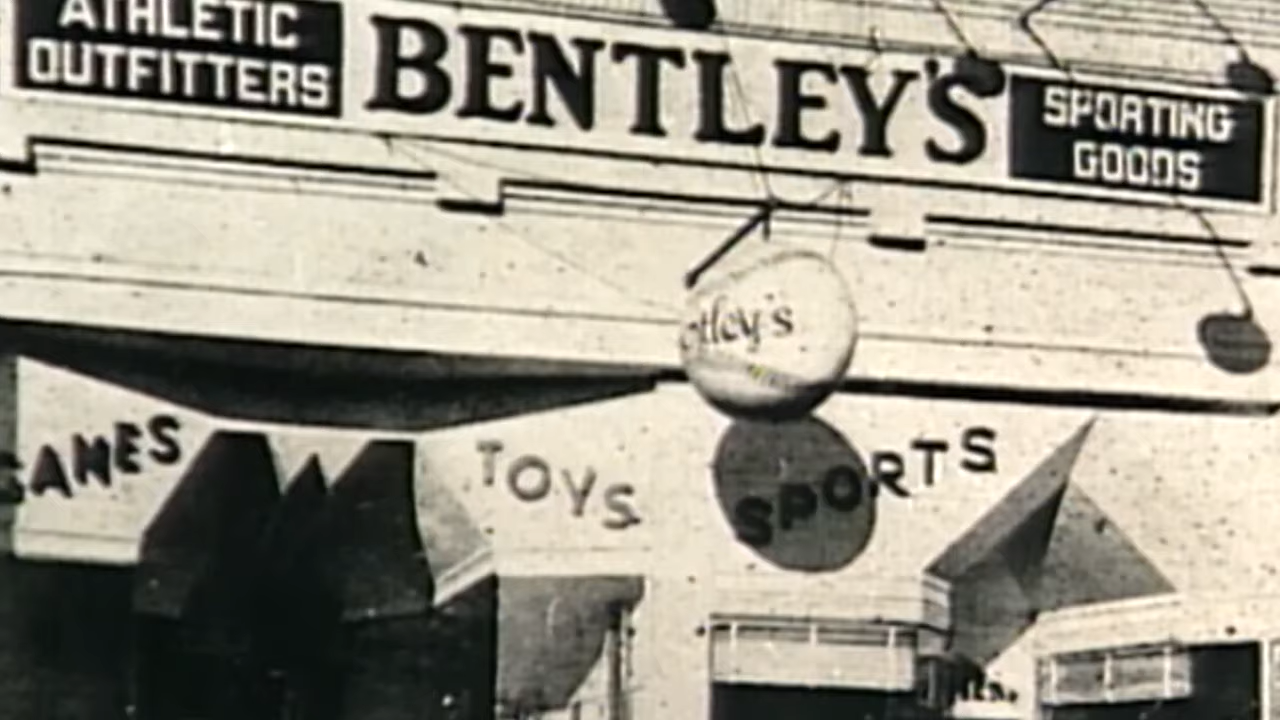 ATHLETIC
OUTFITTERS
BENTLEY'S
SPORTING
GOODS
TOYS
SPORTS